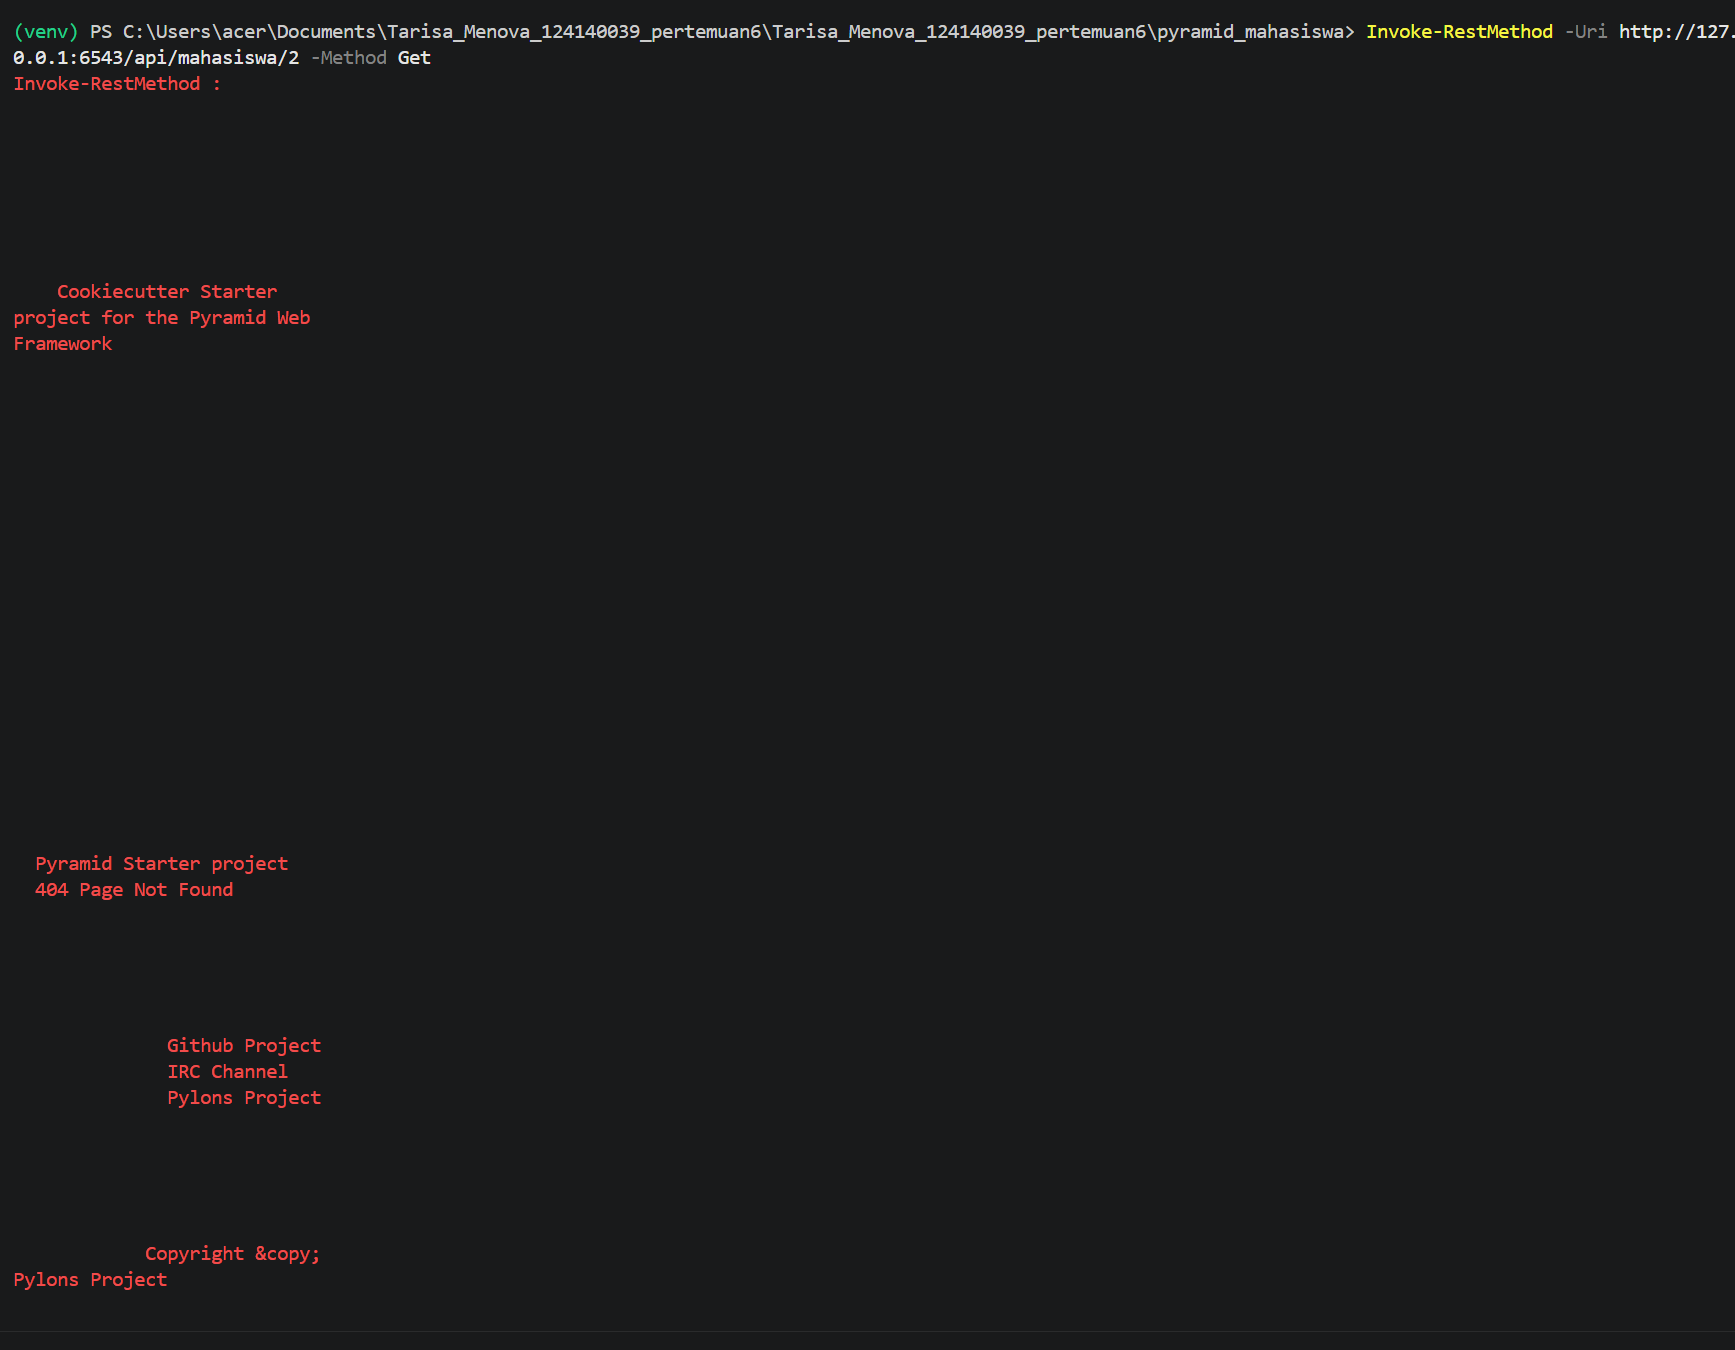 (venv) PS C:\Users\acer\Documents\Tarisa_Menova_124140039_pertemuan6\Tarisa_Menova_124140039_pertemuan6\pyramid_mahasiswa> Invoke-RestMethod -Uri http://127.
0.0.1:6543/api/mahasiswa/2 -Method Get
Invoke-RestMethod :
Cookiecutter Starter
project for the Pyramid Web
Framework
Pyramid Starter project
404 Page Not Found
Github Project
IRC Channel
Pylons Project
Copyright &copy;
Pylons Project